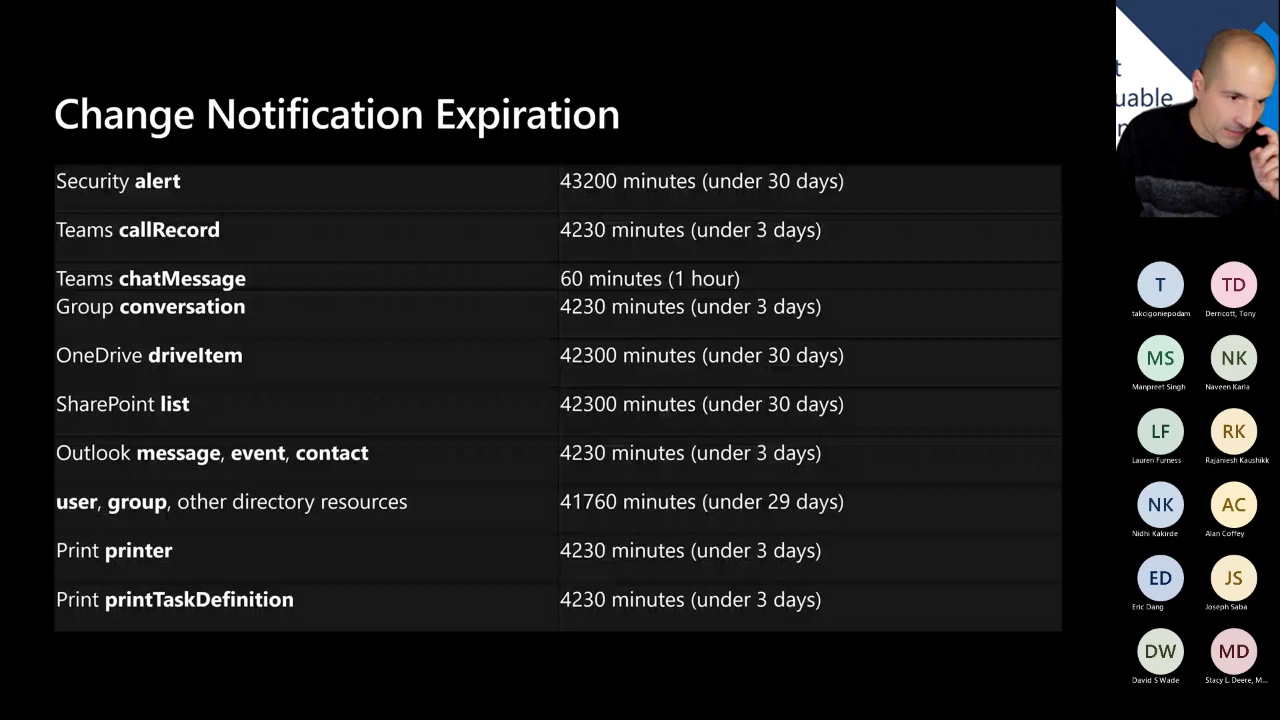 Change Notification Expiration
Security alert 43200 minutes (under 30 days)
Teams callRecord 4230 minutes (under 3 days)
Teams chatMessage 60 minutes (1 hour)
Group conversation 4230 minutes (under 3 days)
OneDrive driveItem 42300 minutes (under 30 days)
SharePoint list 42300 minutes (under 30 days)
Outlook message, event, contact 4230 minutes (under 3 days)
user, group, other directory resources 41760 minutes (under 29 days)
Print printer 4230 minutes (under 3 days)
Print printTaskDefinition 4230 minutes (under 3 days)
t
uable
T TD
takcigoniepodam Derricott, Tony
MS NK
Manpreet Singh Naveen Karla
LF RK
Lauren Furness Rajaniesh Kaushikk
NK AC
Nidhi Kakirde Alan Coffey
ED JS
Eric Dang Joseph Saba
DW MD
David S Wade Stacy L. Deere, M...